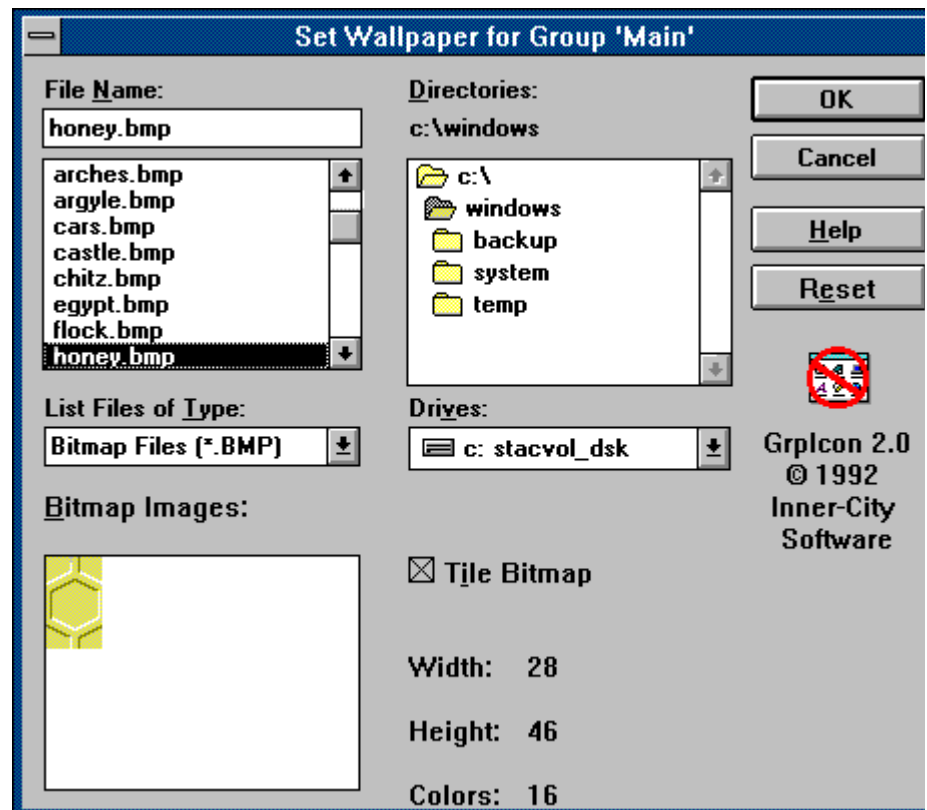 Set Wallpaper for Group 'Main'
File Name:
honey.bmp
arches.bmp
argyle.bmp
cars.bmp
castle.bmp
chitz.bmp
egypt.bmp
flock.bmp
honey.bmp
List Files of Type:
Bitmap Files (*.BMP)
Bitmap Images:
Directories:
c:\windows
c:\
windows
backup
system
temp
Drives:
c: stacvol_dsk
Tile Bitmap
Width: 28
Height: 46
Colors: 16
OK
Cancel
Help
Reset
GrpIcon 2.0
© 1992
Inner-City
Software